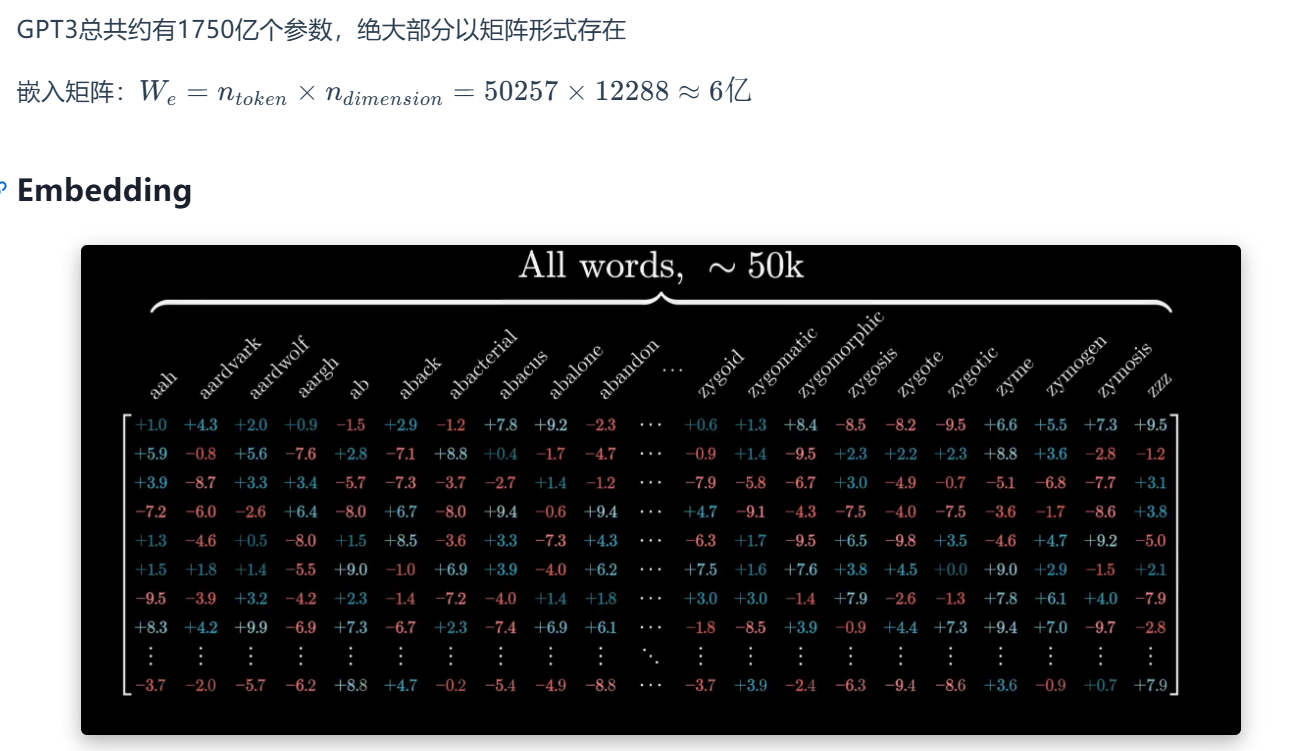 GPT3总共约有1750亿个参数，绝大部分以矩阵形式存在
嵌入矩阵：W_e = n_{token} × n_{dimension} = 50257 × 12288 ≈ 6亿
Embedding
All words, ∼ 50k
aah aardvark aardwolf aargh ab aback abacterial abacus abalone abandon ⋯ zygoid zygomatic zygomorphic zygosis zygote zygotic zyme zymogen zymosis zzz
+1.0 +4.3 +2.0 +0.9 −1.5 +2.9 −1.2 +7.8 +9.2 −2.3 ⋯ +0.6 +1.3 +8.4 −8.5 −8.2 −9.5 +6.6 +5.5 +7.3 +9.5
+5.9 −0.8 +5.6 −7.6 +2.8 −7.1 +8.8 +0.4 −1.7 −4.7 ⋯ −0.9 +1.4 −9.5 +2.3 +2.2 +2.3 +8.8 +3.6 −2.8 −1.2
+3.9 −8.7 +3.3 +3.4 −5.7 −7.3 −3.7 −2.7 +1.4 −1.2 ⋯ −7.9 −5.8 −6.7 +3.0 −4.9 −0.7 −5.1 −6.8 −7.7 +3.1
−7.2 −6.0 −2.6 +6.4 −8.0 +6.7 −8.0 +9.4 −0.6 +9.4 ⋯ +4.7 −9.1 −4.3 −7.5 −4.0 −7.5 −3.6 −1.7 −8.6 +3.8
+1.3 −4.6 +0.5 −8.0 +1.5 +8.5 −3.6 +3.3 −7.3 +4.3 ⋯ −6.3 +1.7 −9.5 +6.5 −9.8 +3.5 −4.6 +4.7 +9.2 −5.0
+1.5 +1.8 +1.4 −5.5 +9.0 −1.0 +6.9 +3.9 −4.0 +6.2 ⋯ +7.5 +1.6 +7.6 +3.8 +4.5 +0.0 +9.0 +2.9 −1.5 +2.1
−9.5 −3.9 +3.2 −4.2 +2.3 −1.4 −7.2 −4.0 +1.4 +1.8 ⋯ +3.0 +3.0 −1.4 +7.9 −2.6 −1.3 +7.8 +6.1 +4.0 −7.9
+8.3 +4.2 +9.9 −6.9 +7.3 −6.7 +2.3 −7.4 +6.9 +6.1 ⋯ −1.8 −8.5 +3.9 −0.9 +4.4 +7.3 +9.4 +7.0 −9.7 −2.8
⋮ ⋮ ⋮ ⋮ ⋮ ⋮ ⋮ ⋮ ⋮ ⋮ ⋱ ⋮ ⋮ ⋮ ⋮ ⋮ ⋮ ⋮ ⋮ ⋮ ⋮
−3.7 −2.0 −5.7 −6.2 +8.8 +4.7 −0.2 −5.4 −4.9 −8.8 ⋯ −3.7 +3.9 −2.4 −6.3 −9.4 −8.6 +3.6 −0.9 +0.7 +7.9